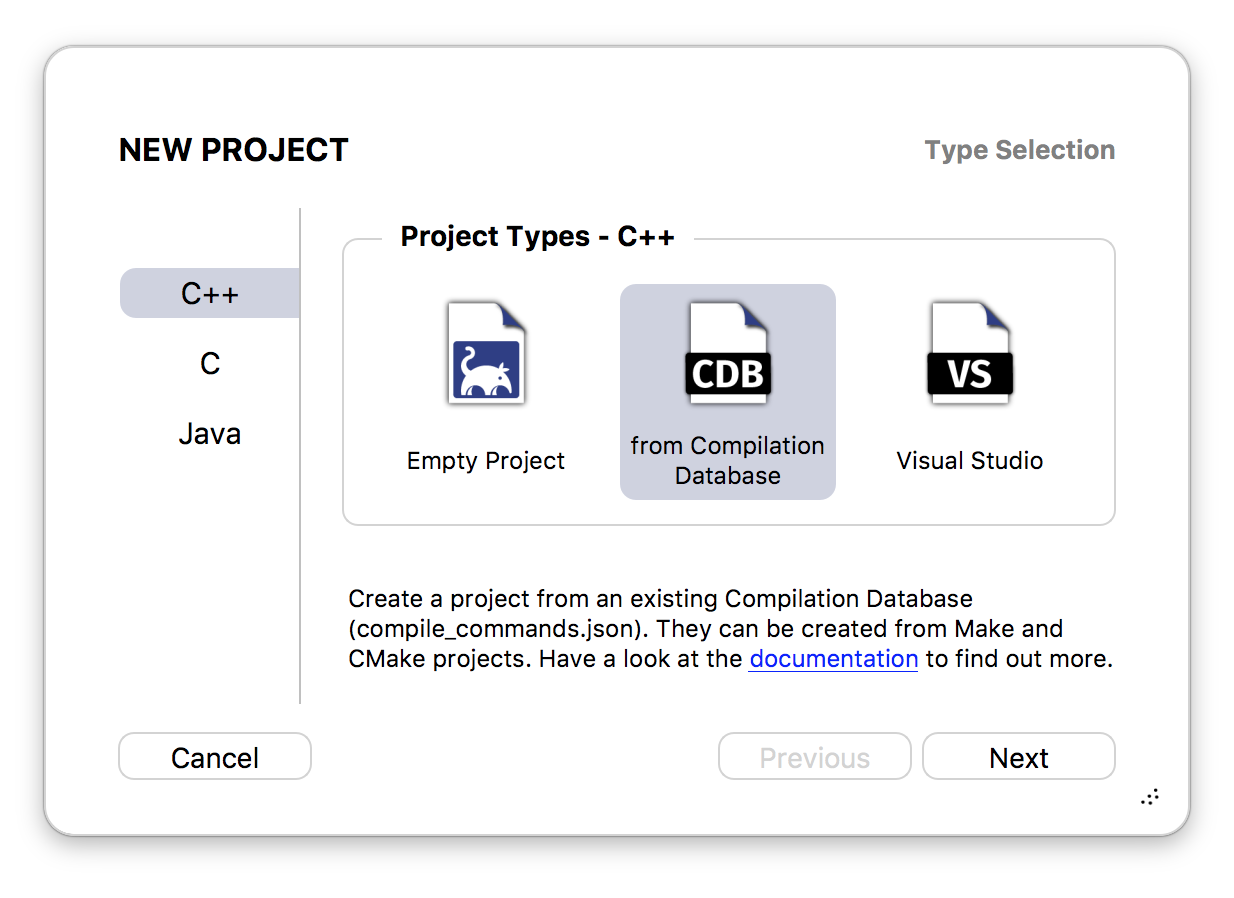 NEW PROJECT
Type Selection
C++
C
Java
Project Types - C++
CDB
VS
Empty Project
from Compilation
Database
Visual Studio
Create a project from an existing Compilation Database
(compile_commands.json). They can be created from Make and
CMake projects. Have a look at the documentation to find out more.
Cancel
Previous
Next